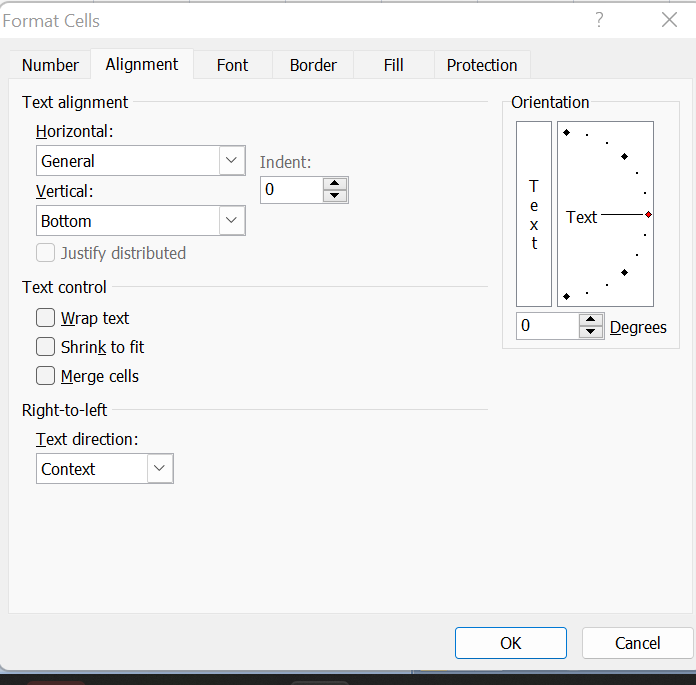 Format Cells ?
Number Alignment Font Border Fill Protection
Text alignment
Horizontal:
General
Indent:
0
Vertical:
Bottom
Justify distributed
Text control
Wrap text
Shrink to fit
Merge cells
Right-to-left
Text direction:
Context
Orientation
Text
Text
0 Degrees
OK Cancel